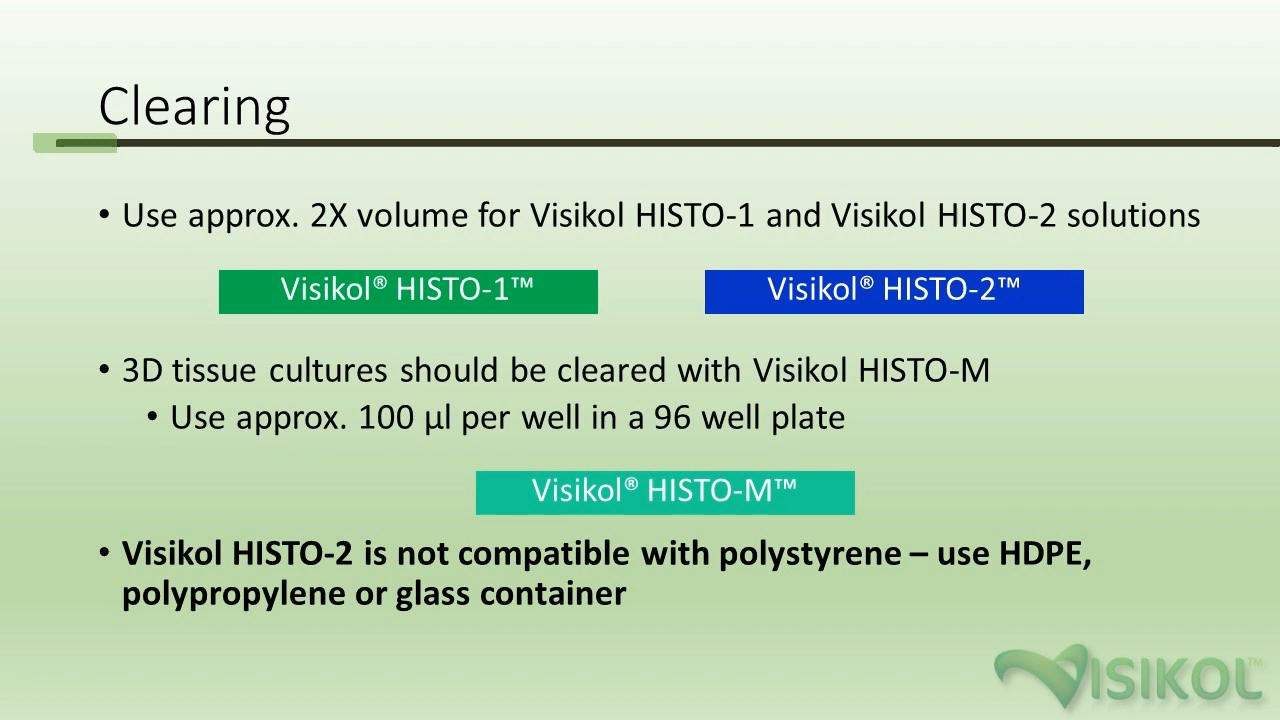 Clearing
• Use approx. 2X volume for Visikol HISTO-1 and Visikol HISTO-2 solutions
Visikol® HISTO-1™
Visikol® HISTO-2™
• 3D tissue cultures should be cleared with Visikol HISTO-M
• Use approx. 100 µl per well in a 96 well plate
Visikol® HISTO-M™
• Visikol HISTO-2 is not compatible with polystyrene – use HDPE,
polypropylene or glass container
VISIKOL™